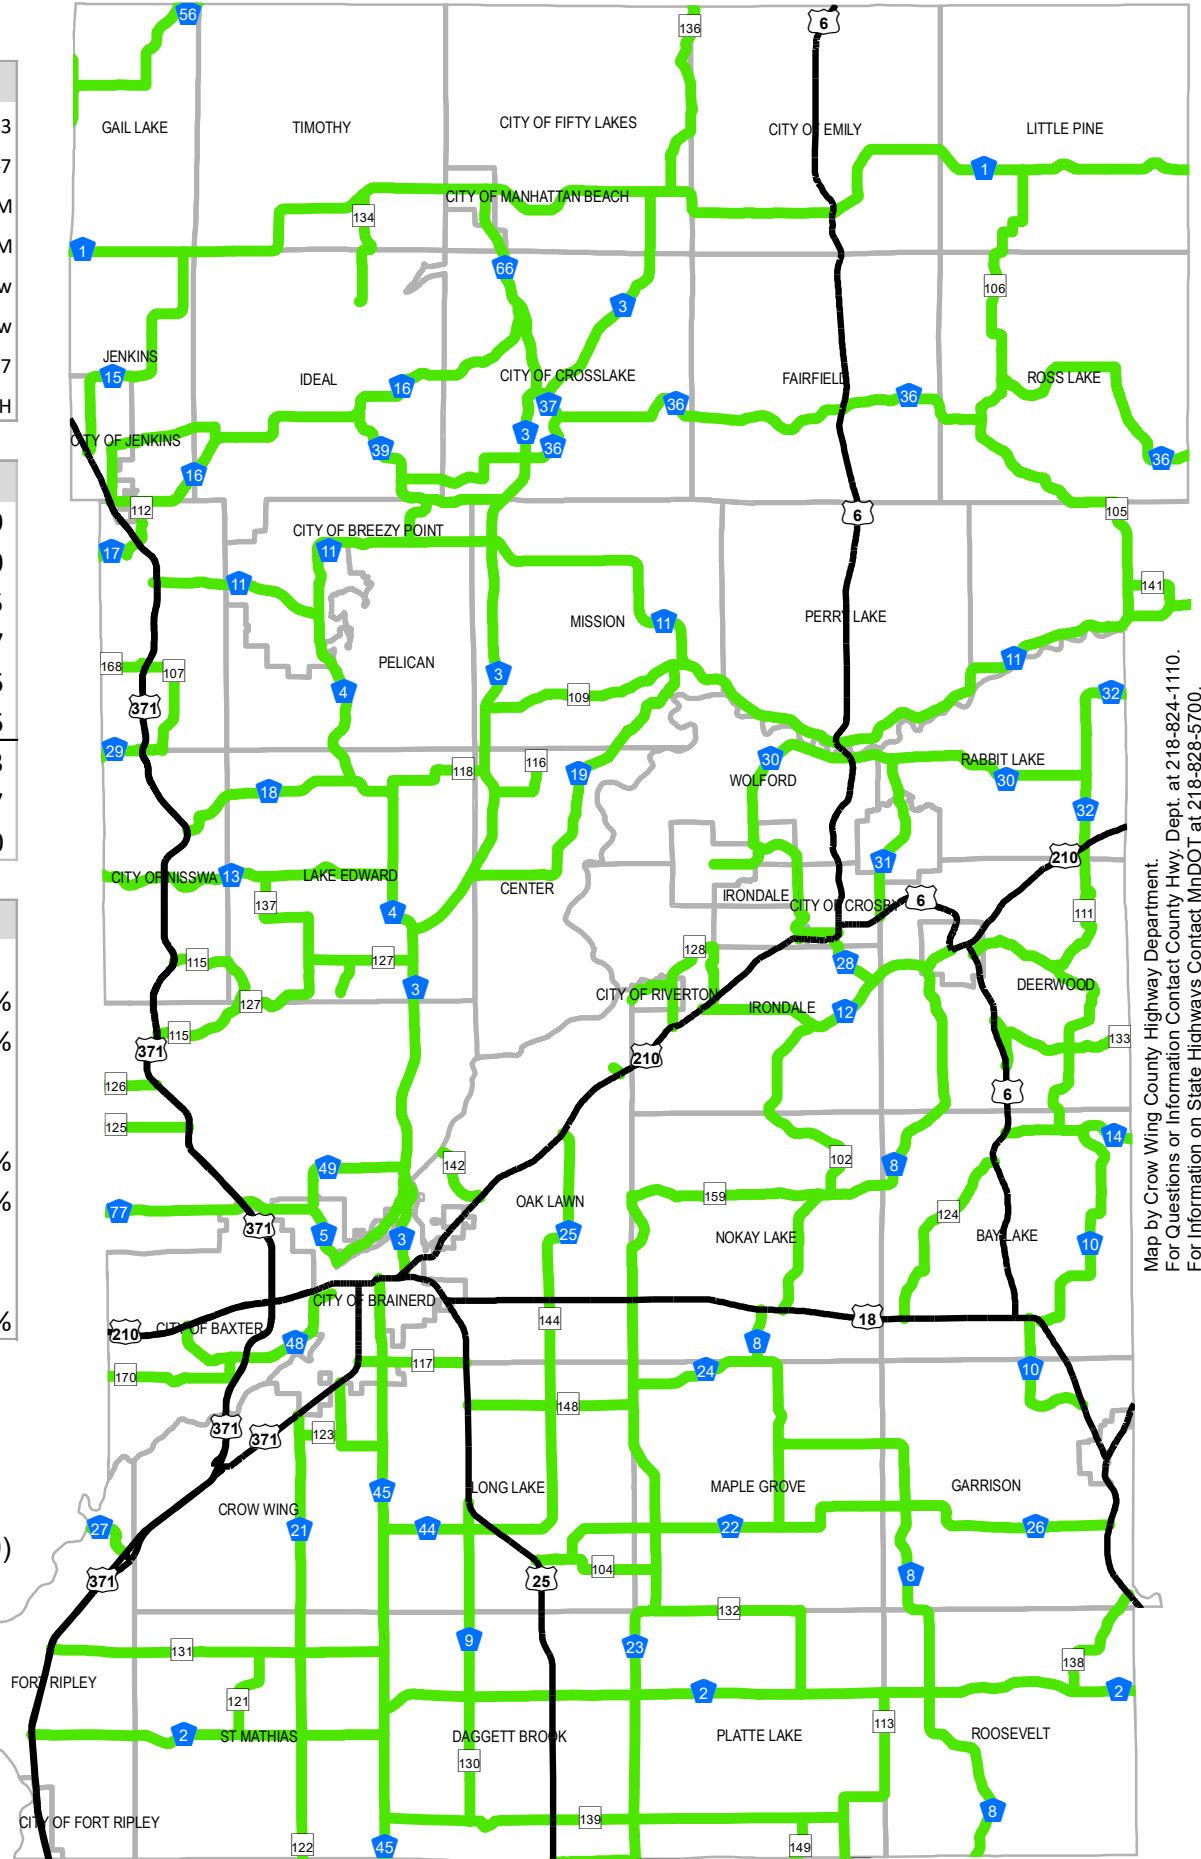 56
136
6
3
GAIL LAKE
TIMOTHY
CITY OF FIFTY LAKES
CITY OF EMILY
LITTLE PINE
7
1
CITY OF MANHATTAN BEACH
M
134
M
1
66
w
106
3
w
JENKINS
7
15
IDEAL
16
CITY OF CROSSLAKE
FAIRFIELD
36
ROSS LAKE
H
37
36
CITY OF JENKINS
39
3
36
36
16
112
6
105
CITY OF BREEZY POINT
17
11
11
141
MISSION
11
PERRY LAKE
168
107
PELICAN
3
11
4
109
32
371
29
118
116
19
30
WOLFORD
RABBIT LAKE
30
18
32
210
CITY OF NISSWA
13
LAKE EDWARD
CENTER
31
137
4
IRONDALE
CITY OF CROSBY
6
111
115
127
128
28
DEERWOOD
127
3
CITY OF RIVERTON
IRONDALE
12
115
133
371
210
126
6
125
14
49
142
102
8
77
OAK LAWN
159
124
371
5
3
25
NOKAY LAKE
BAY LAKE
10
210
CITY OF BAXTER
CITY OF BRAINERD
144
18
48
8
170
117
24
10
371
371
123
148
45
LONG LAKE
MAPLE GROVE
GARRISON
CROW WING
27
21
44
22
26
371
25
104
8
132
131
9
23
138
FORT RIPLEY
121
2
2
2
ST MATHIAS
DAGGETT BROOK
PLATTE LAKE
113
ROOSEVELT
130
CITY OF FORT RIPLEY
139
8
122
45
149
%
%
%
%
%
)
Map by Crow Wing County Highway Department.
For Questions or Information Contact County Hwy. Dept. at 218-824-1110.
For Information on State Highways Contact MnDOT at 218-828-5700.